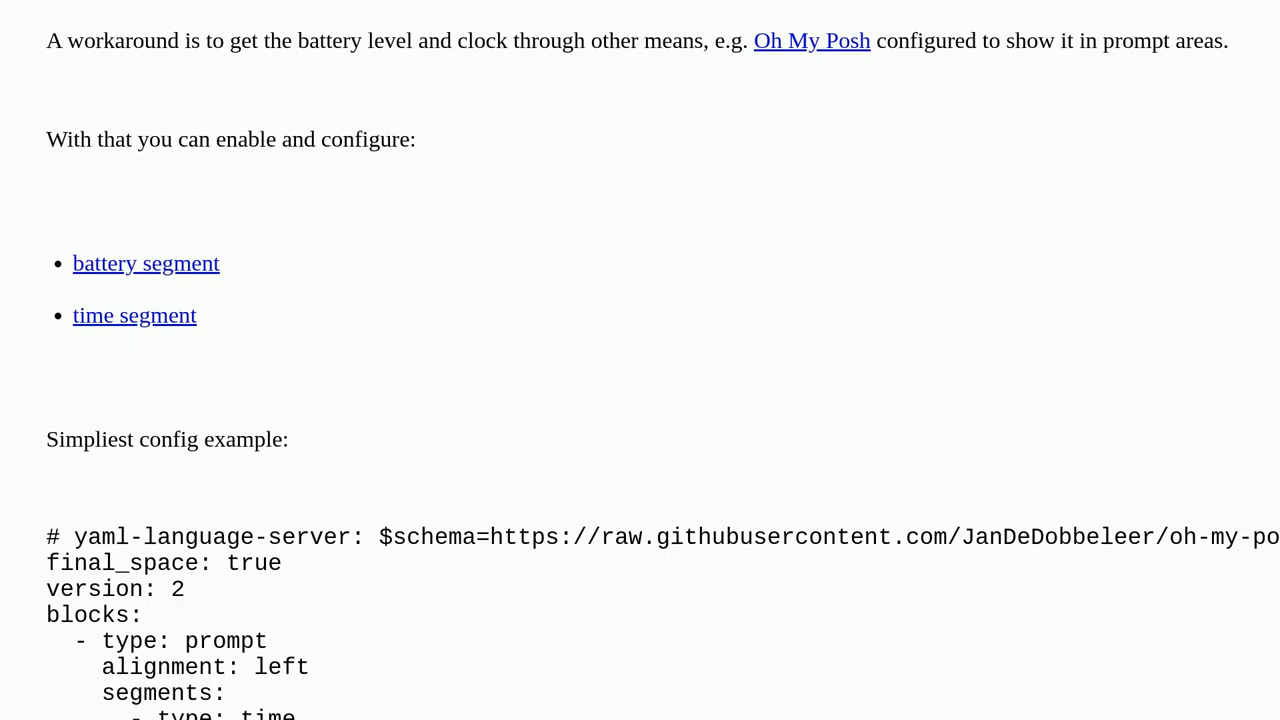 A workaround is to get the battery level and clock through other means, e.g. Oh My Posh configured to show it in prompt areas.
With that you can enable and configure:
• battery segment
• time segment
Simpliest config example:
# yaml-language-server: $schema=https://raw.githubusercontent.com/JanDeDobbeleer/oh-my-po
final_space: true
version: 2
blocks:
  - type: prompt
    alignment: left
    segments:
      - type: time